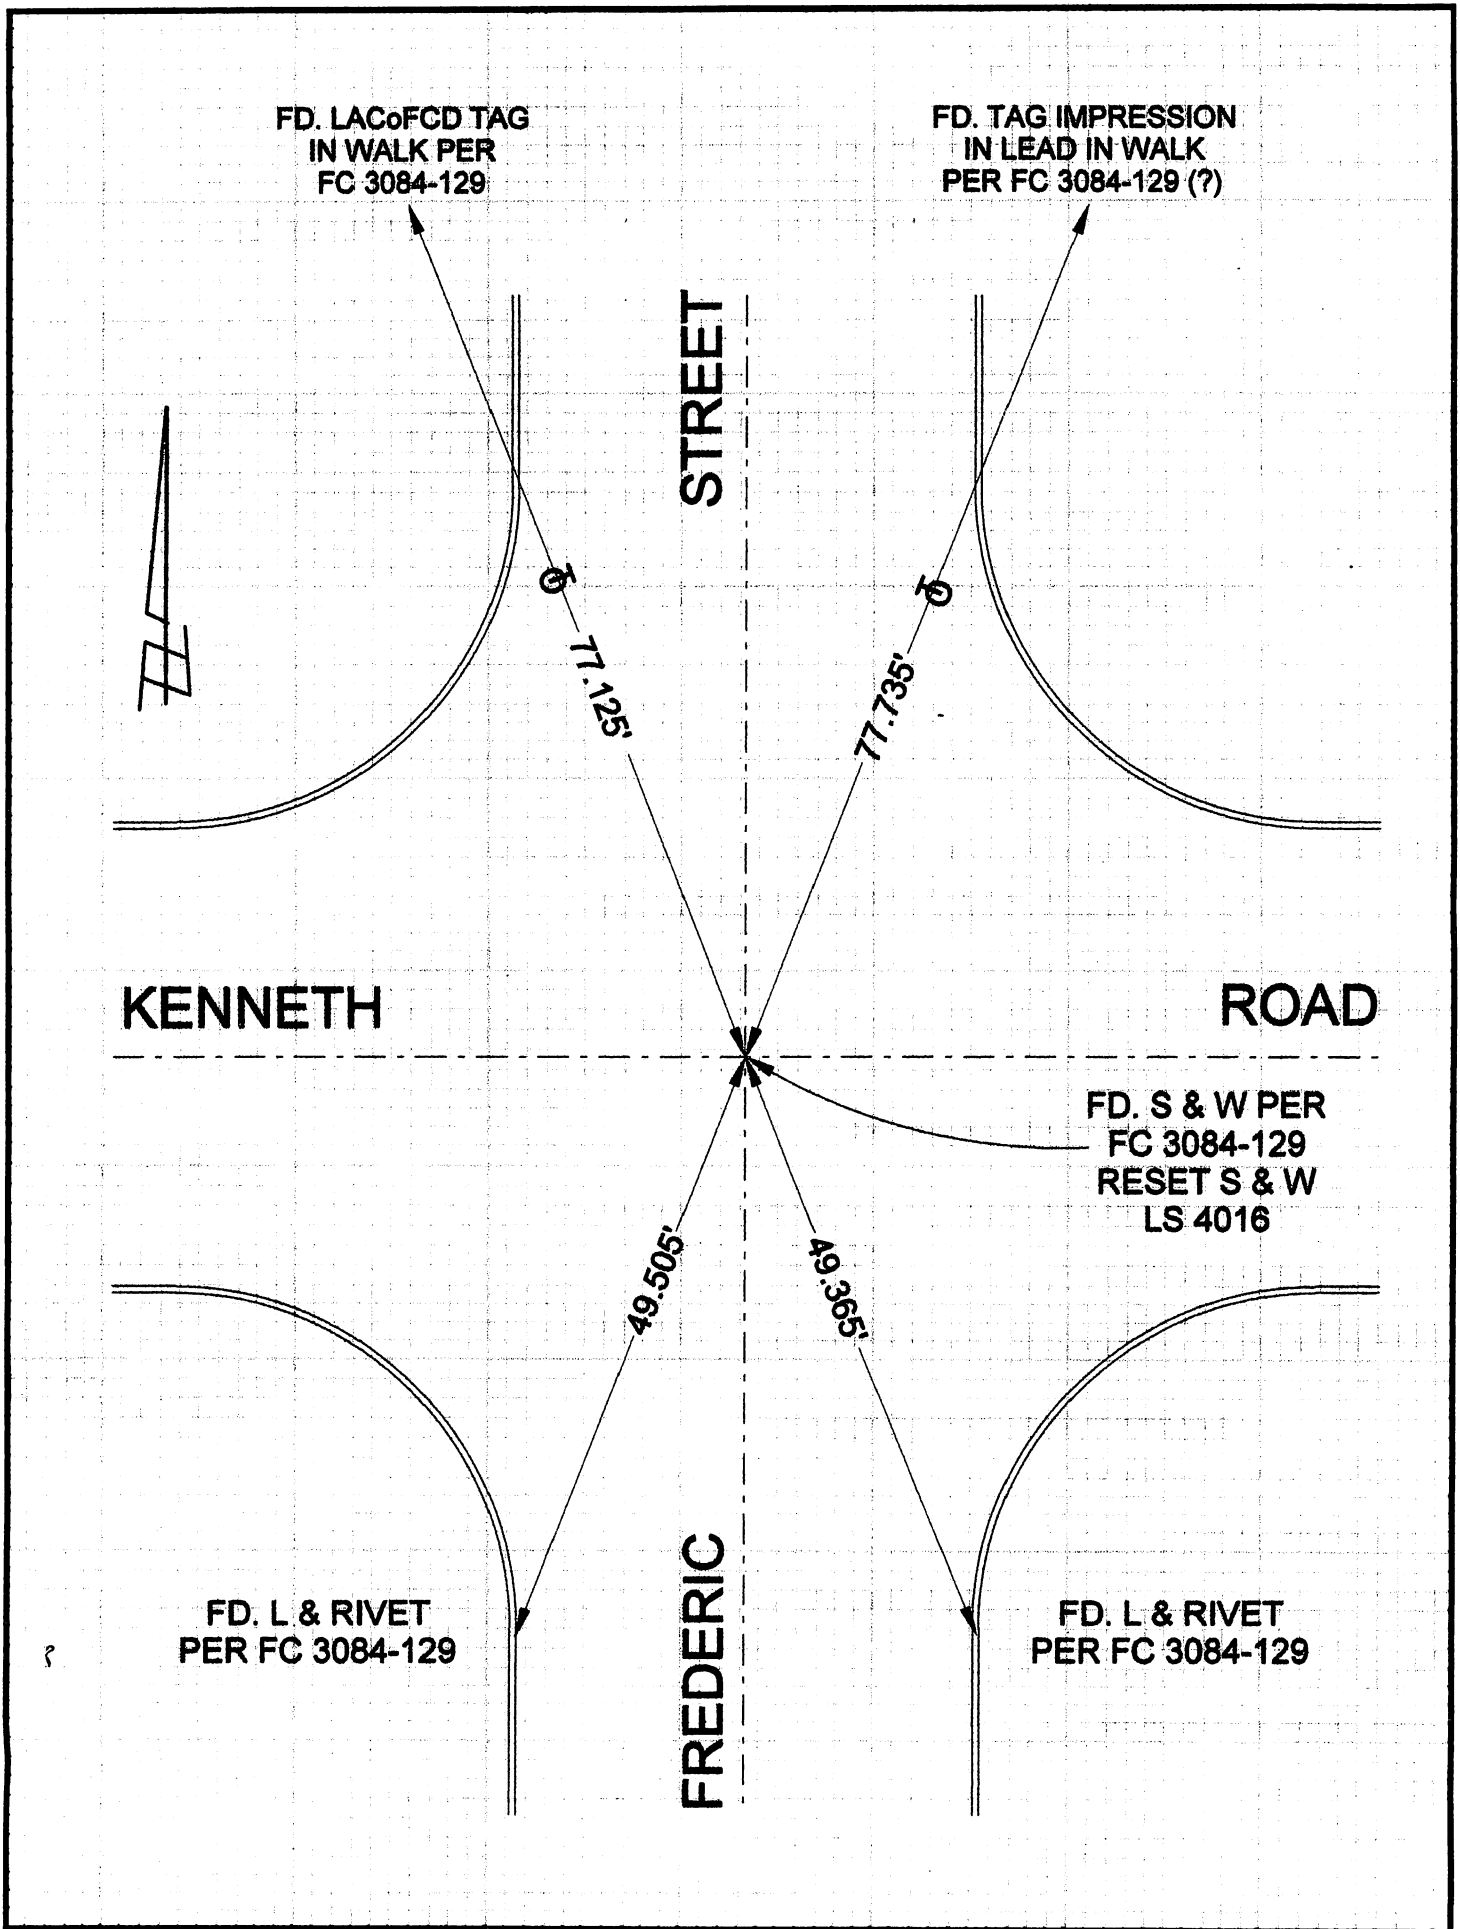 FD. LACoFCD TAG
IN WALK PER
FC 3084-129
FD. TAG IMPRESSION
IN LEAD IN WALK
PER FC 3084-129 (?)
STREET
77.125'
77.735'
KENNETH
ROAD
FD. S & W PER
FC 3084-129
RESET S & W
LS 4016
49.505'
49.365'
FREDERIC
FD. L & RIVET
PER FC 3084-129
FD. L & RIVET
PER FC 3084-129